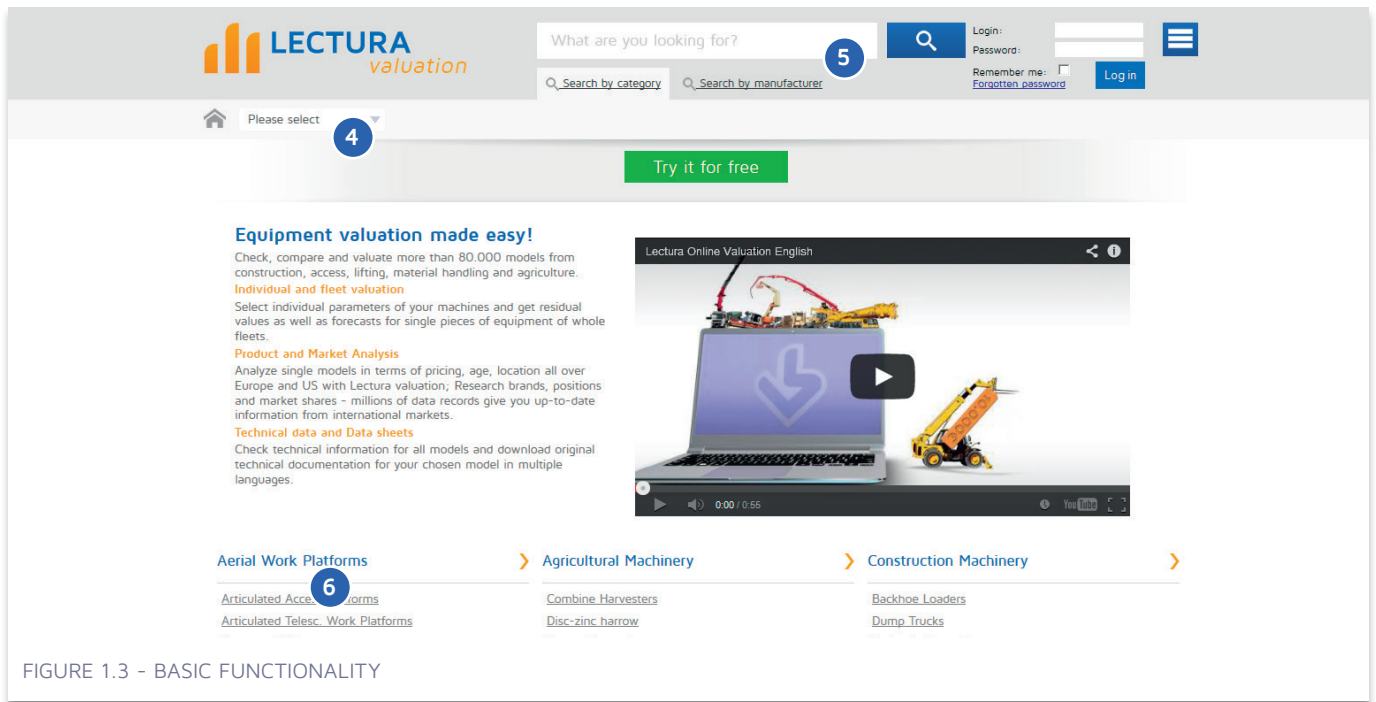 LECTURA
valuation
What are you looking for?
5
Search by category
Search by manufacturer
Login:
Password:
Remember me:
Forgotten password
Log in
Please select
4
Try it for free
Equipment valuation made easy!
Check, compare and valuate more than 80.000 models from
construction, access, lifting, material handling and agriculture.
Individual and fleet valuation
Select individual parameters of your machines and get residual
values as well as forecasts for single pieces of equipment of whole
fleets.
Product and Market Analysis
Analyze single models in terms of pricing, age, location all over
Europe and US with Lectura valuation; Research brands, positions
and market shares - millions of data records give you up-to-date
information from international markets.
Technical data and Data sheets
Check technical information for all models and download original
technical documentation for your chosen model in multiple
languages.
Lectura Online Valuation English
10.000's
0:00 / 0:55
YouTube
Aerial Work Platforms
6
Articulated Telesc. Work Platforms
Agricultural Machinery
Combine Harvesters
Disc-zinc harrow
Construction Machinery
Backhoe Loaders
Dump Trucks
FIGURE 1.3 - BASIC FUNCTIONALITY